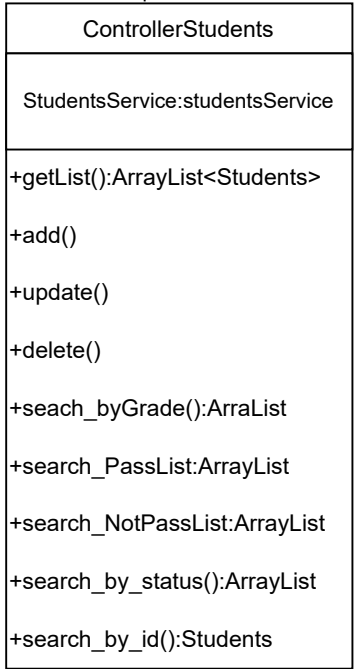 ControllerStudents
StudentsService:studentsService
+getList():ArrayList<Students>
+add()
+update()
+delete()
+seach_byGrade():ArraList
+search_PassList:ArrayList
+search_NotPassList:ArrayList
+search_by_status():ArrayList
+search_by_id():Students